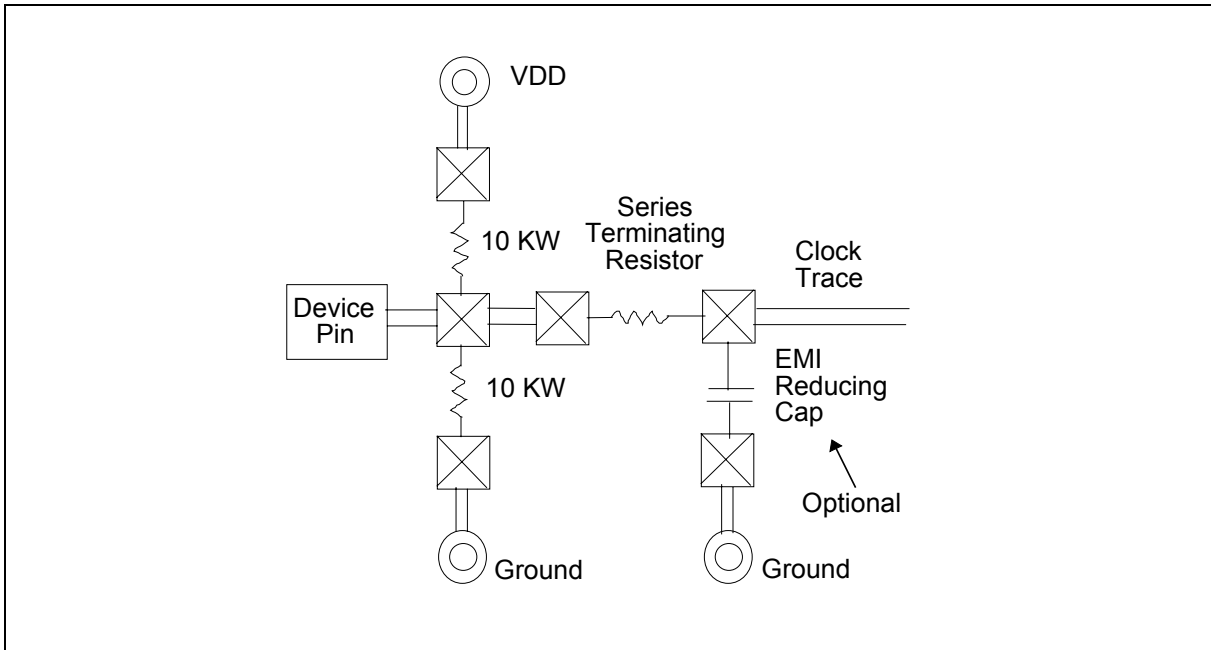 VDD
10 KW
Series
Terminating
Resistor
Clock
Trace
Device
Pin
10 KW
EMI
Reducing
Cap
Optional
Ground
Ground